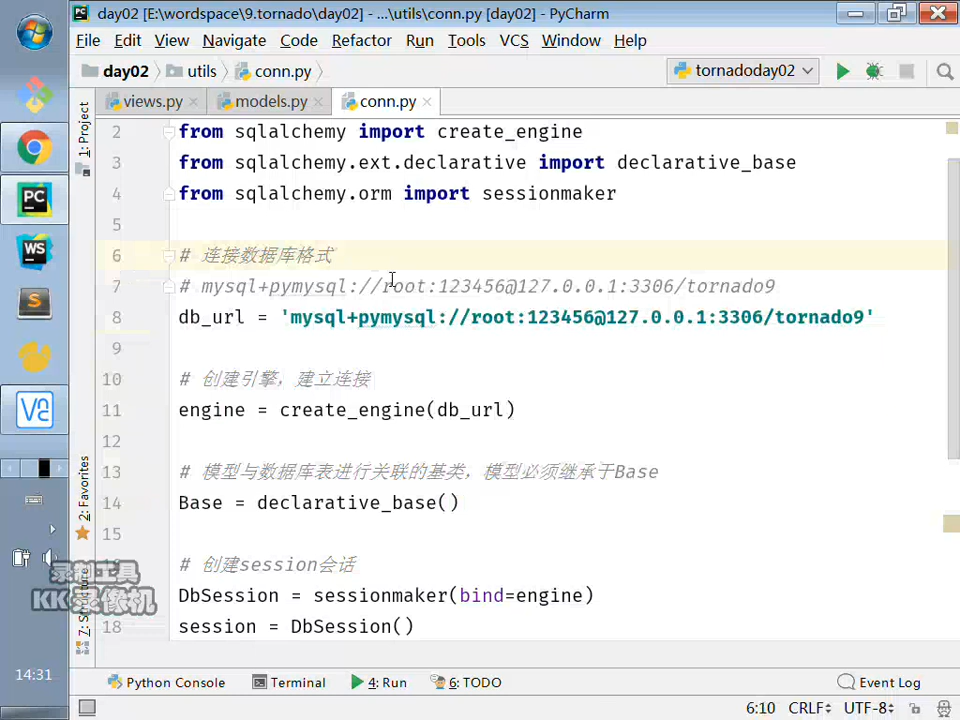 day02 [E:\wordspace\9.tornado\day02] - ...\utils\conn.py [day02] - PyCharm
File Edit View Navigate Code Refactor Run Tools VCS Window Help
day02 utils conn.py tornadoday02
1: Project
views.py models.py conn.py
2 from sqlalchemy import create_engine
3 from sqlalchemy.ext.declarative import declarative_base
4 from sqlalchemy.orm import sessionmaker
5
6 # 连接数据库格式
7 # mysql+pymysql://root:123456@127.0.0.1:3306/tornado9
8 db_url = 'mysql+pymysql://root:123456@127.0.0.1:3306/tornado9'
9
10 # 创建引擎，建立连接
11 engine = create_engine(db_url)
12
13 # 模型与数据库表进行关联的基类，模型必须继承于Base
14 Base = declarative_base()
15
# 创建session会话
DbSession = sessionmaker(bind=engine)
18 session = DbSession()
2: Favorites
7: Structure
录制工具
KK录像机
14:31
Python Console Terminal 4: Run 6: TODO Event Log
6:10 CRLF UTF-8